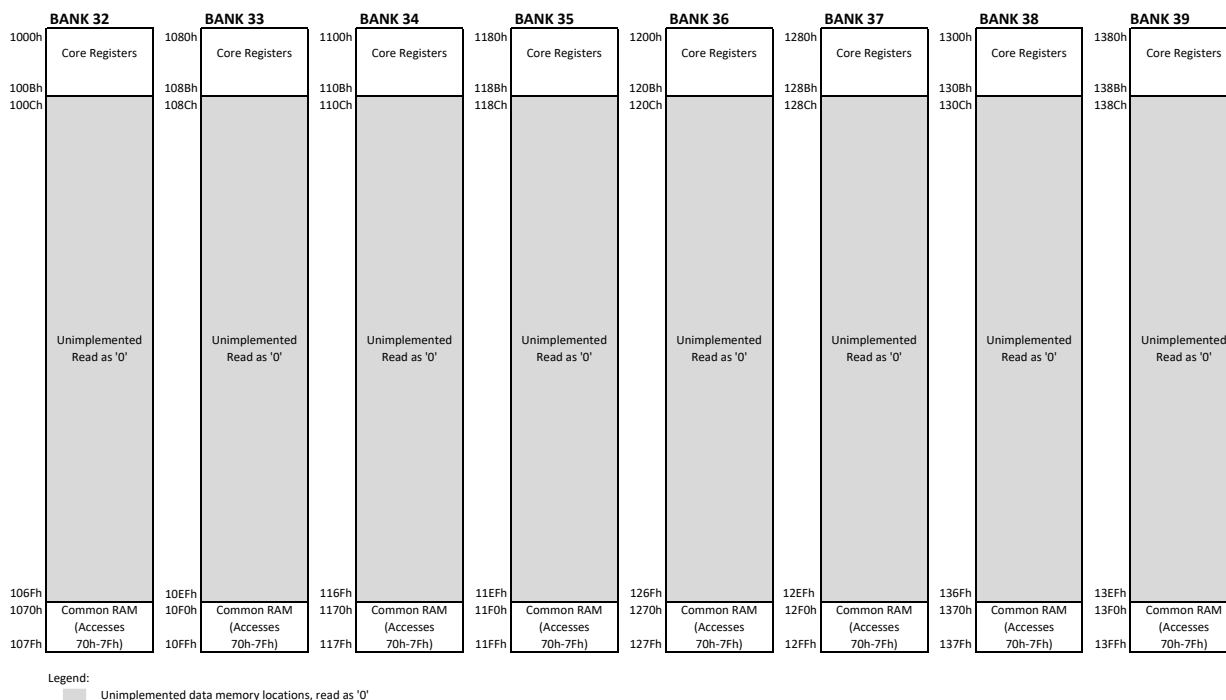 BANK 32 BANK 33 BANK 34 BANK 35 BANK 36 BANK 37 BANK 38 BANK 39
1000h 1080h 1100h 1180h 1200h 1280h 1300h 1380h
Core Registers Core Registers Core Registers Core Registers Core Registers Core Registers Core Registers Core Registers
100Bh 108Bh 110Bh 118Bh 120Bh 128Bh 130Bh 138Bh
100Ch 108Ch 110Ch 118Ch 120Ch 128Ch 130Ch 138Ch
Unimplemented Unimplemented Unimplemented Unimplemented Unimplemented Unimplemented Unimplemented Unimplemented
Read as '0' Read as '0' Read as '0' Read as '0' Read as '0' Read as '0' Read as '0' Read as '0'
106Fh 10EFh 116Fh 11EFh 126Fh 12EFh 136Fh 13EFh
1070h Common RAM 10F0h Common RAM 1170h Common RAM 11F0h Common RAM 1270h Common RAM 12F0h Common RAM 1370h Common RAM 13F0h Common RAM
(Accesses (Accesses (Accesses (Accesses (Accesses (Accesses (Accesses (Accesses
107Fh 70h-7Fh) 10FFh 70h-7Fh) 117Fh 70h-7Fh) 11FFh 70h-7Fh) 127Fh 70h-7Fh) 12FFh 70h-7Fh) 137Fh 70h-7Fh) 13FFh 70h-7Fh)
Legend:
Unimplemented data memory locations, read as '0'